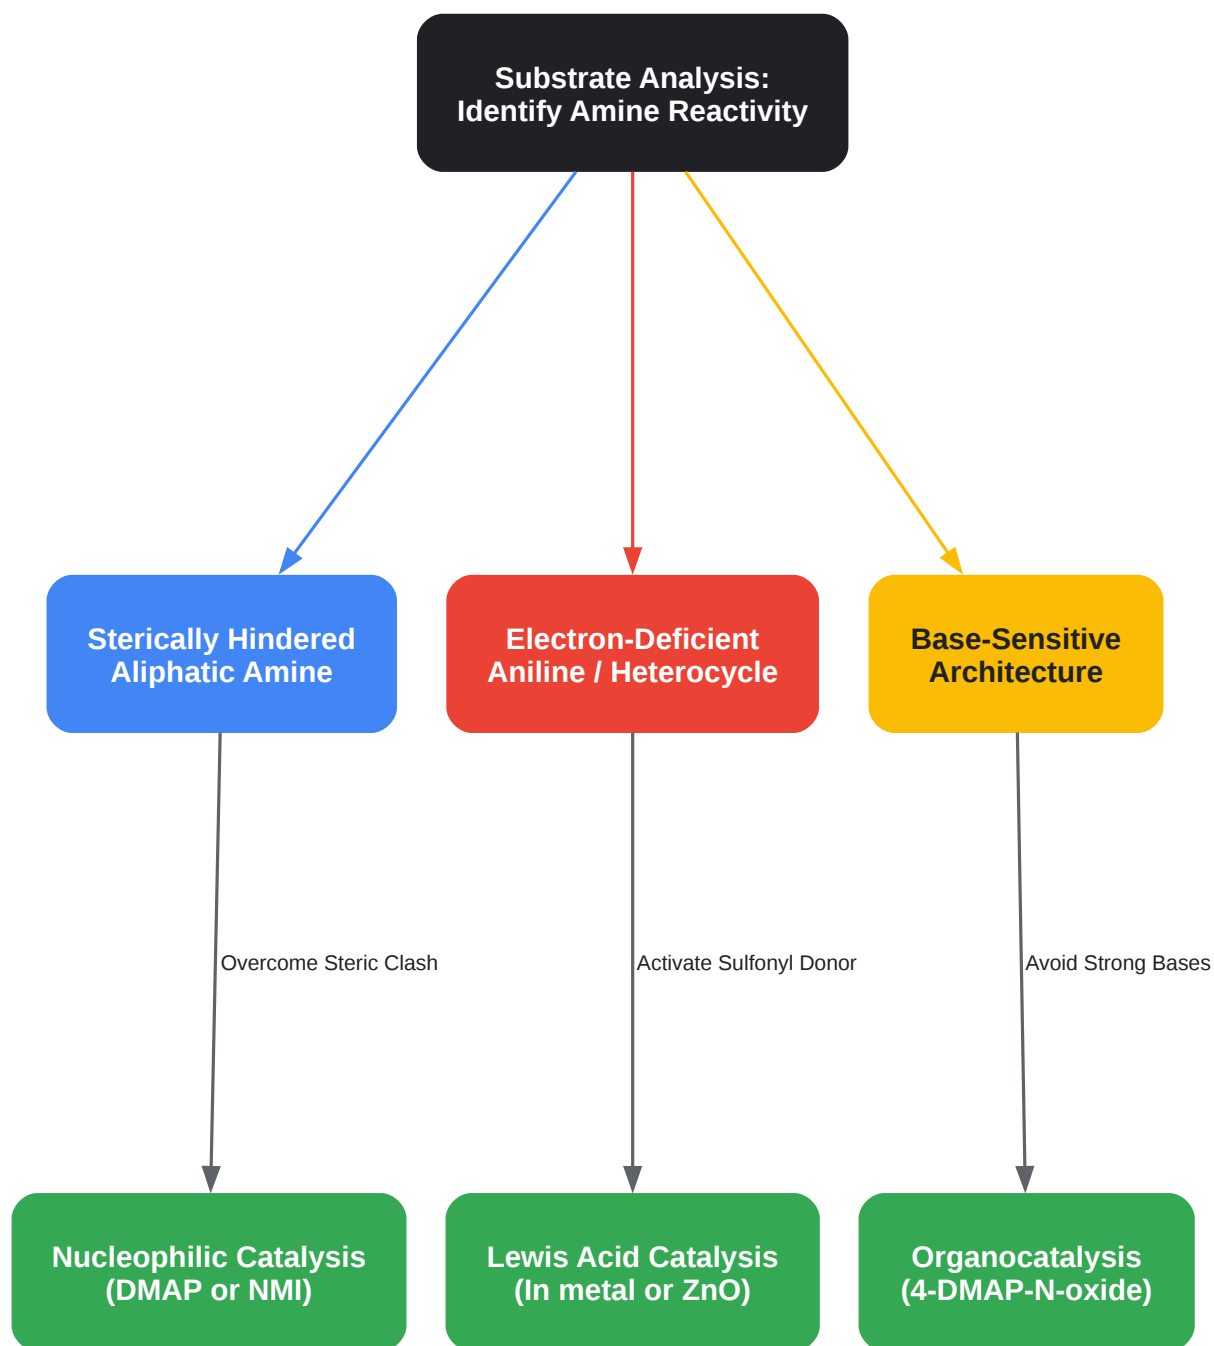 Substrate Analysis:
Identify Amine Reactivity
Sterically Hindered
Aliphatic Amine
Electron-Deficient
Aniline / Heterocycle
Base-Sensitive
Architecture
Overcome Steric Clash
Activate Sulfonyl Donor
Avoid Strong Bases
Nucleophilic Catalysis
(DMAP or NMI)
Lewis Acid Catalysis
(In metal or ZnO)
Organocatalysis
(4-DMAP-N-oxide)